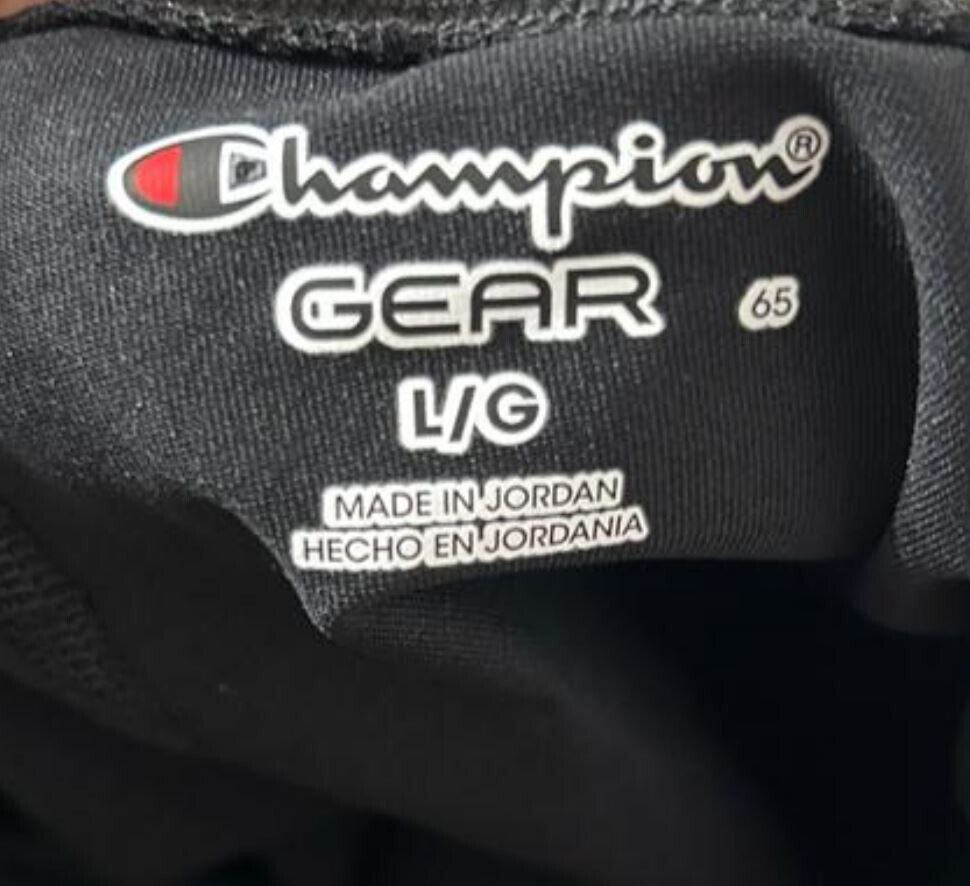 Champion®
GEAR 65
L/G
MADE IN JORDAN
HECHO EN JORDANIA